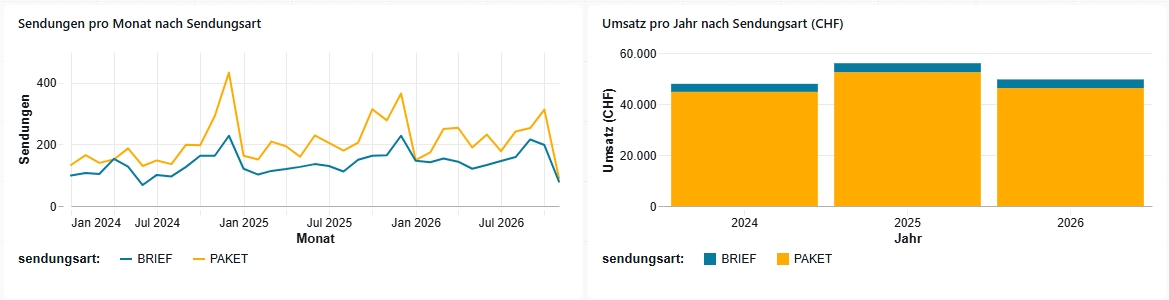 Sendungen pro Monat nach Sendungsart
400
200
0
Sendungen
Jan 2024
Jul 2024
Jan 2025
Jul 2025
Jan 2026
Jul 2026
Monat
sendungsart: BRIEF PAKET
Umsatz pro Jahr nach Sendungsart (CHF)
60.000
40.000
20.000
0
Umsatz (CHF)
2024
2025
2026
Jahr
sendungsart: BRIEF PAKET